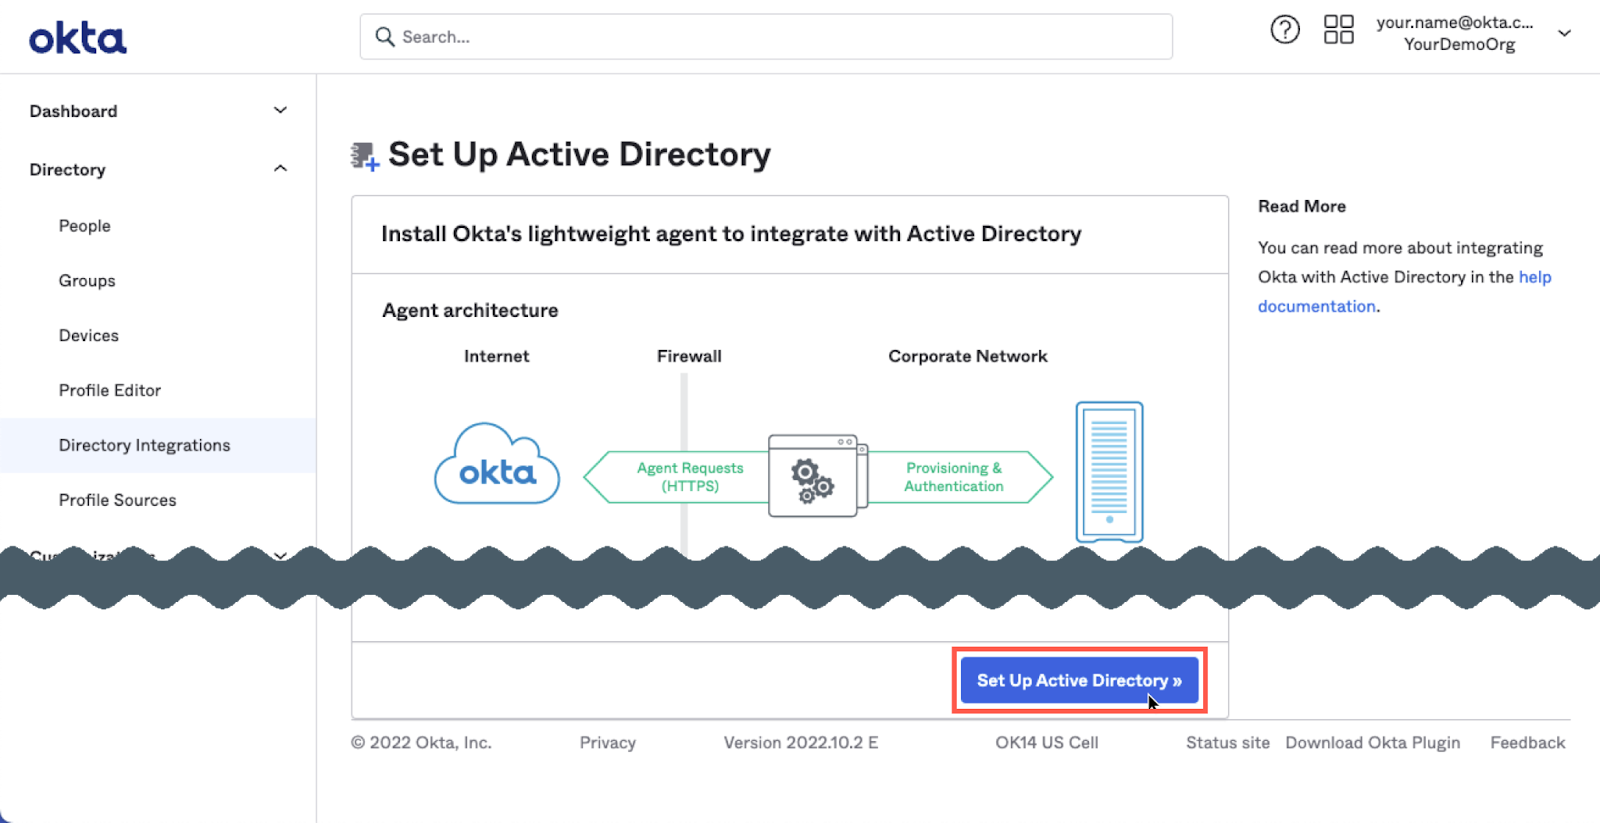 okta
Search...
your.name@okta.c...
YourDemoOrg
Dashboard
Directory
People
Groups
Devices
Profile Editor
Directory Integrations
Profile Sources
Set Up Active Directory
Install Okta's lightweight agent to integrate with Active Directory
Agent architecture
Internet
Firewall
Corporate Network
okta
Agent Requests
(HTTPS)
Provisioning &
Authentication
Read More
You can read more about integrating
Okta with Active Directory in the help
documentation.
Set Up Active Directory »
© 2022 Okta, Inc.
Privacy
Version 2022.10.2 E
OK14 US Cell
Status site
Download Okta Plugin
Feedback